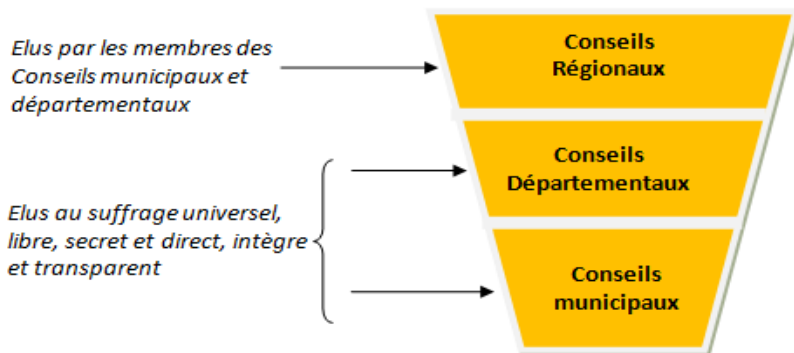 Elus par les membres des
Conseils municipaux et
départementaux
Conseils
Régionaux
Conseils
Départementaux
Elus au suffrage universel,
libre, secret et direct, intègre
et transparent
Conseils
municipaux